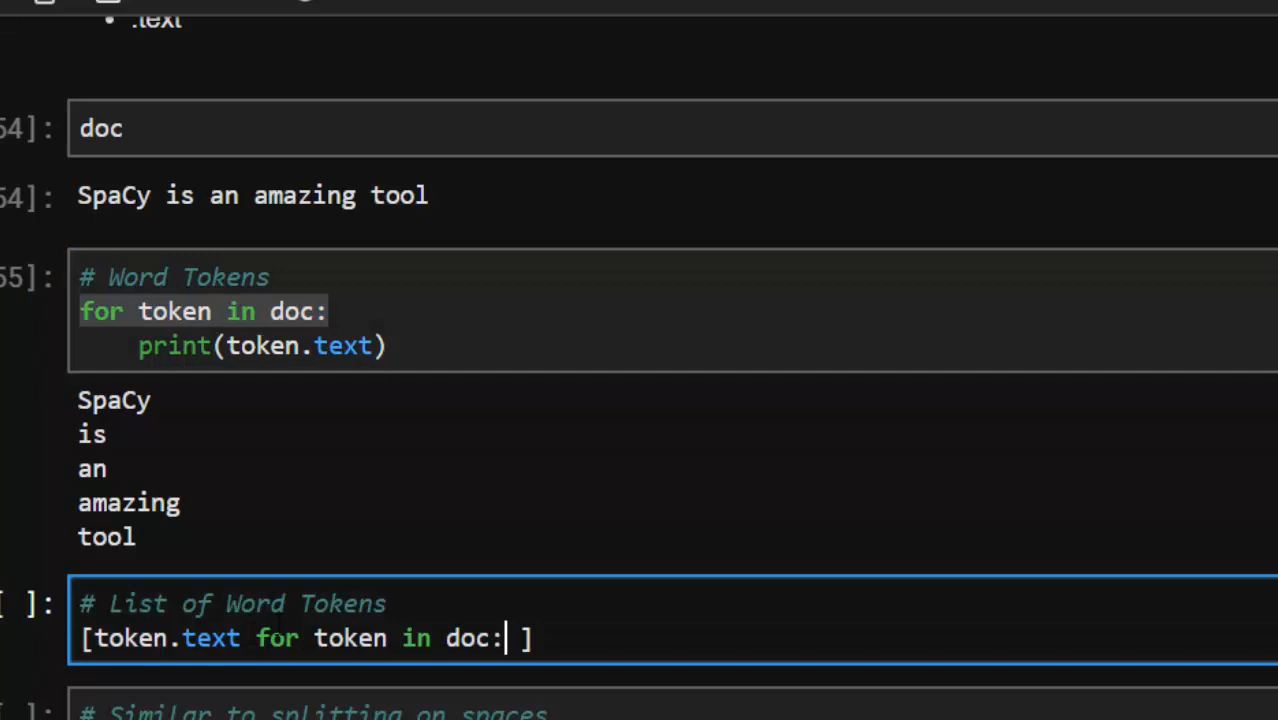 • .text
54]: doc
54]: SpaCy is an amazing tool
55]: # Word Tokens
for token in doc:
print(token.text)
SpaCy
is
an
amazing
tool
[ ]: # List of Word Tokens
[token.text for token in doc: ]
[ ]: # Similar to splitting on spaces